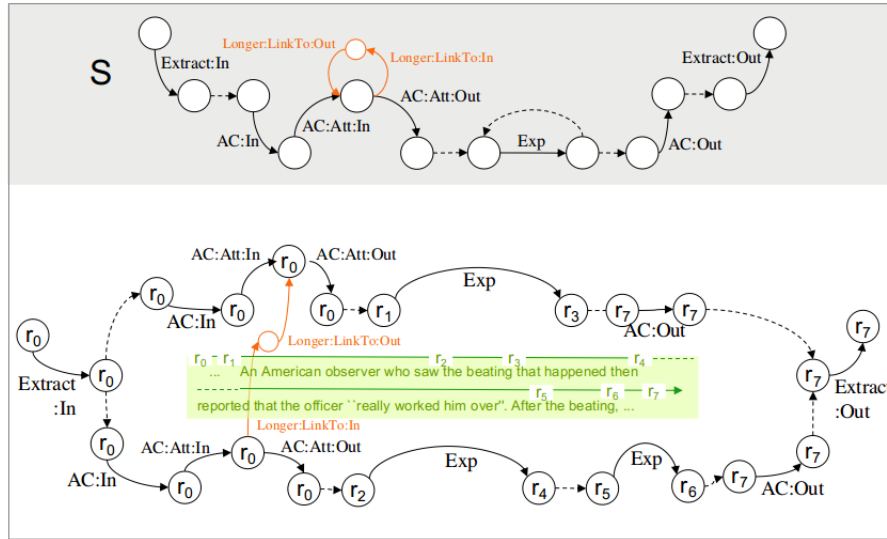 S
Extract:In
Longer:LinkTo:Out
Longer:LinkTo:In
Extract:Out
AC:In
AC:Att:In
AC:Att:Out
Exp
AC:Out
AC:Att:In
r0
AC:Att:Out
r0
AC:In
r0
r0
r1
Exp
r3
r7
r7
AC:Out
r0
Extract
:In
r0
Longer:LinkTo:Out
r7
r7
Extract
:Out
r0 r1 r2 r3 r4
... An American observer who saw the beating that happened then
r5 r6 r7
reported that the officer ``really worked him over''. After the beating, ...
Longer:LinkTo:In
r0
AC:In
AC:Att:In
r0
r0
AC:Att:Out
r0
r2
Exp
r4
r5
Exp
r6
r7
AC:Out
r7